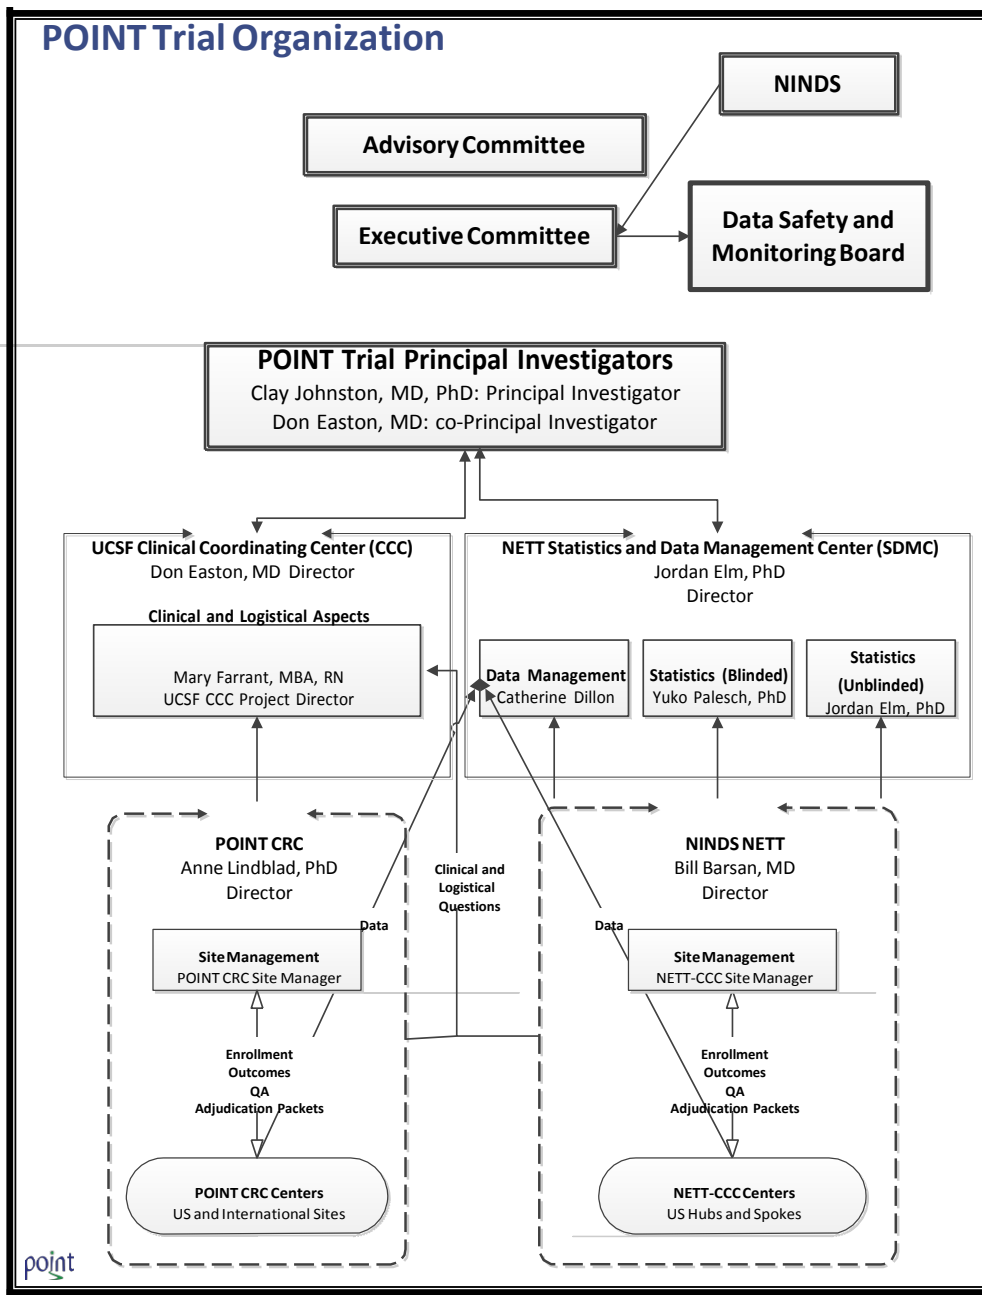 POINT Trial Organization
NINDS
Advisory Committee
Executive Committee
Data Safety and
Monitoring Board
POINT Trial Principal Investigators
Clay Johnston, MD, PhD: Principal Investigator
Don Easton, MD: co-Principal Investigator
UCSF Clinical Coordinating Center (CCC)
Don Easton, MD Director
Clinical and Logistical Aspects
Mary Farrant, MBA, RN
UCSF CCC Project Director
NETT Statistics and Data Management Center (SDMC)
Jordan Elm, PhD
Director
Data Management
Catherine Dillon
Statistics (Blinded)
Yuko Palesch, PhD
Statistics
(Unblinded)
Jordan Elm, PhD
POINT CRC
Anne Lindblad, PhD
Director
Data
Site Management
POINT CRC Site Manager
Enrollment
Outcomes
QA
Adjudication Packets
POINT CRC Centers
US and International Sites
Clinical and
Logistical
Questions
NINDS NETT
Bill Barsan, MD
Director
Data
Site Management
NETT-CCC Site Manager
Enrollment
Outcomes
QA
Adjudication Packets
NETT-CCC Centers
US Hubs and Spokes
point